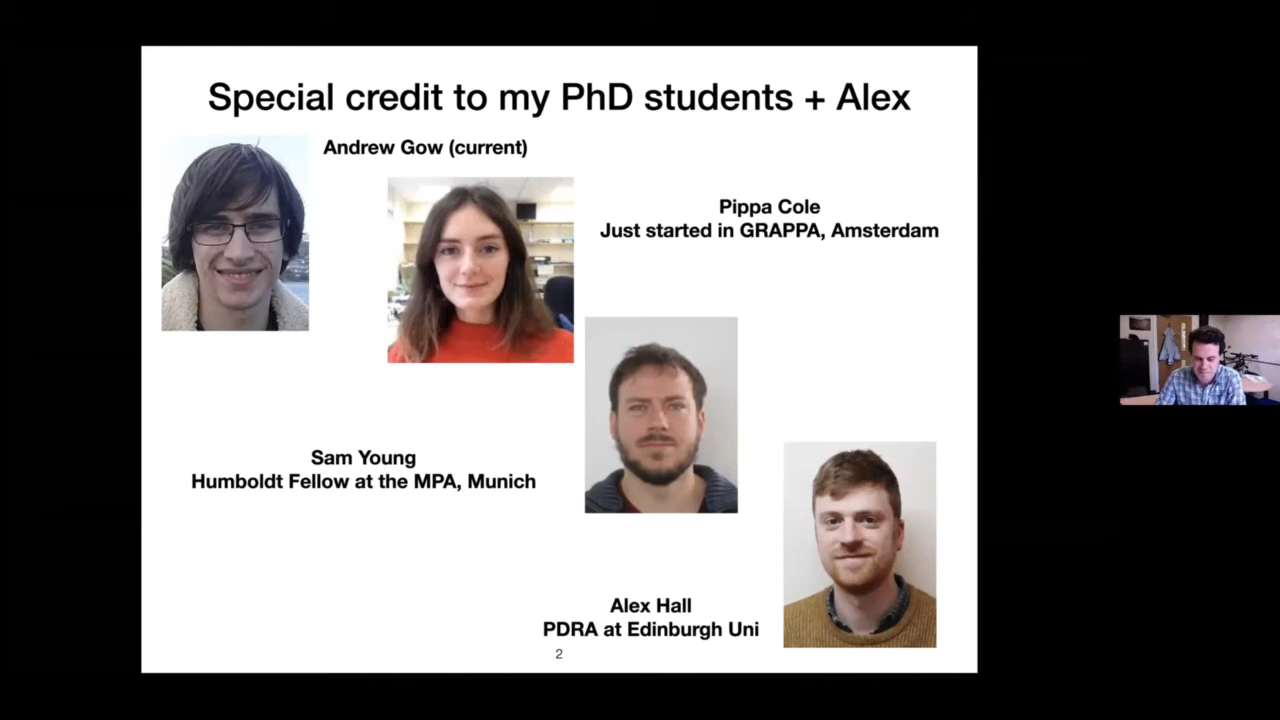 Special credit to my PhD students + Alex
Andrew Gow (current)
Pippa Cole
Just started in GRAPPA, Amsterdam
Sam Young
Humboldt Fellow at the MPA, Munich
Alex Hall
PDRA at Edinburgh Uni
2